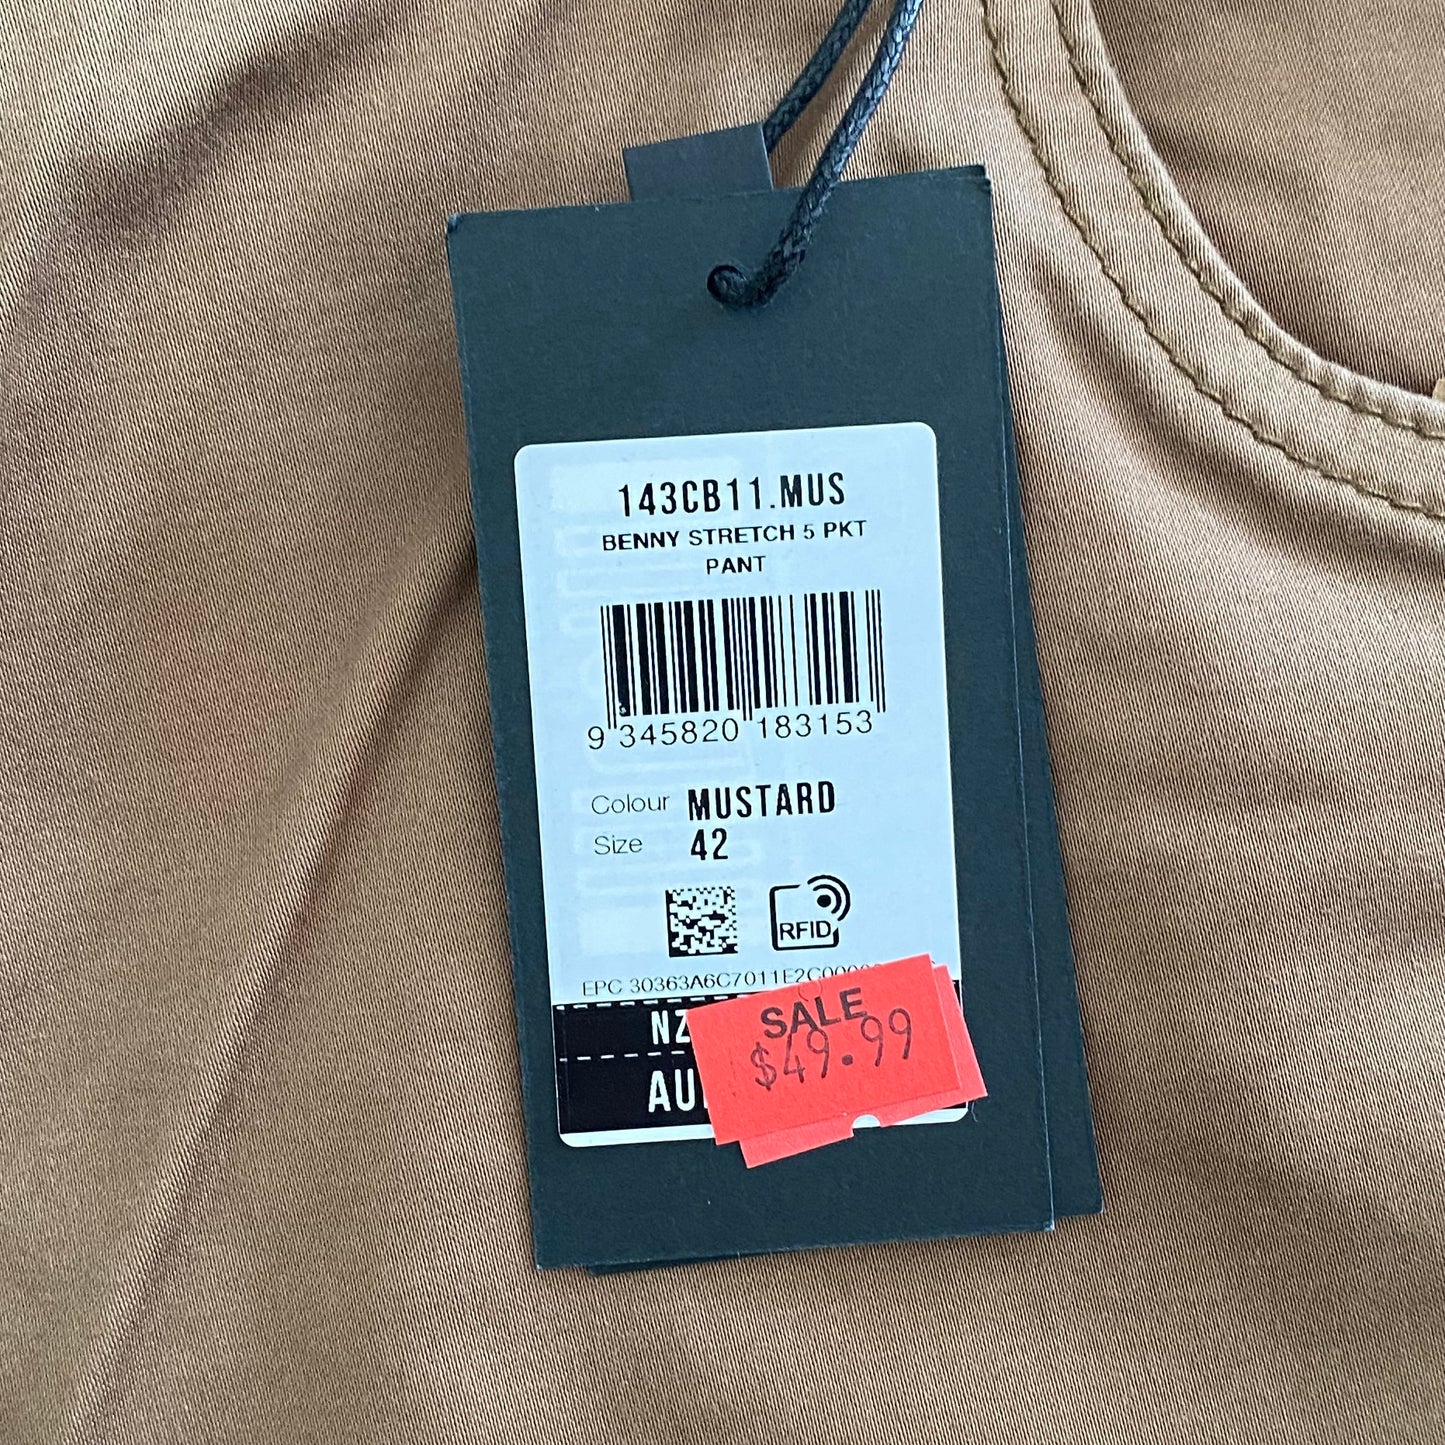 143CB11.MUS
BENNY STRETCH 5 PKT
PANT
9 345820 183153
Colour MUSTARD
Size 42
RFID
EPC 30363A6C7011E2C0000
NZ
AU
SALE
$49.99